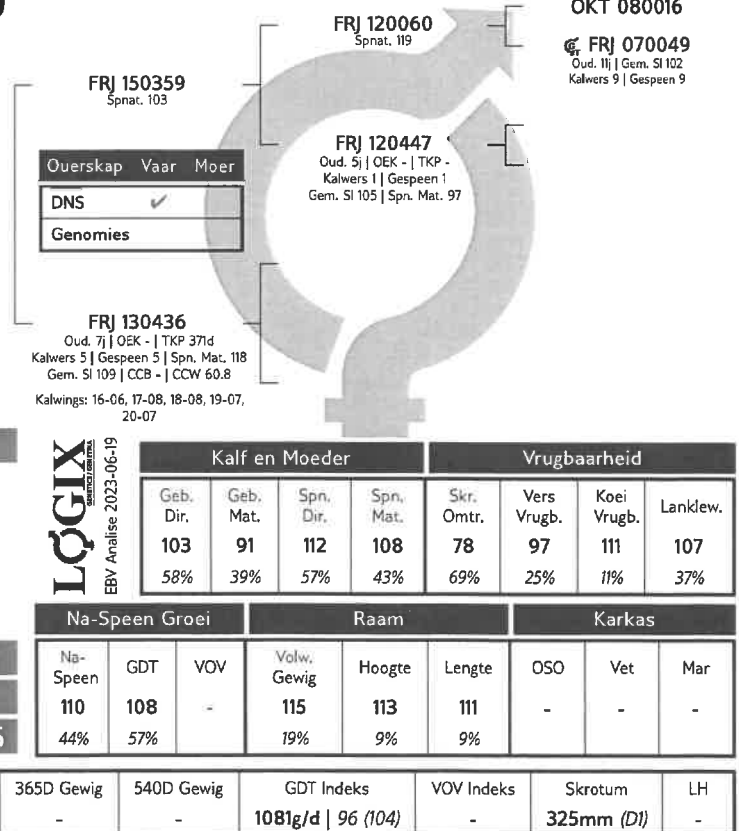 OKT 080016
FRJ 120060
Spnat. 119
FRJ 070049
Oud. 11j | Gem. SI 102
Kalwers 9 | Gespeen 9
FRJ 150359
Spnat. 103
FRJ 120447
Oud. 5j | OEK - | TKP -
Kalwers 1 | Gespeen 1
Gem. SI 105 | Spn. Mat. 97
Ouerskap Vaar Moer
DNS ✓
Genomies
FRJ 130436
Oud. 7j | OEK - | TKP 371d
Kalwers 5 | Gespeen 5 | Spn. Mat. 118
Gem. SI 109 | CCB - | CCW 60.8
Kalwings: 16-06, 17-08, 18-08, 19-07,
20-07
LOGIX
EBV Analise 2023-06-19
Kalf en Moeder Vrugbaarheid
Geb. Dir. Geb. Mat. Spn. Dir. Spn. Mat. Skr. Omtr. Vers Vrugb. Koei Vrugb. Lanklew.
103 91 112 108 78 97 111 107
58% 39% 57% 43% 69% 25% 11% 37%
Na-Speen Groei Raam Karkas
Na-Speen GDT VOV Volw. Gewig Hoogte Lengte OSO Vet Mar
110 108 - 115 113 111 - - -
44% 57% 19% 9% 9%
365D Gewig 540D Gewig GDT Indeks VOV Indeks Skrotum LH
- - 1081g/d | 96 (104) - 325mm (D1) -